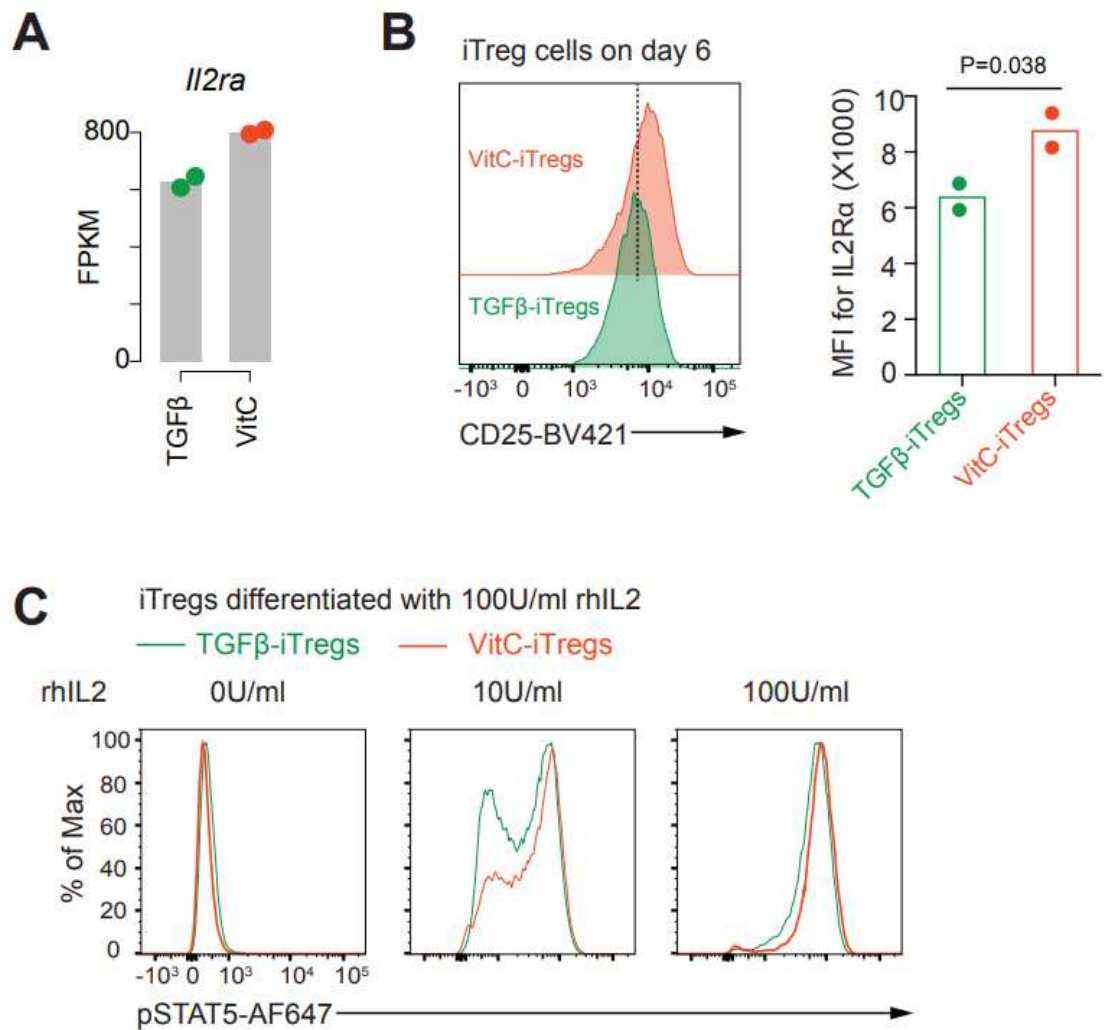 A
Il2ra
800
0
FPKM
TGFβ
VitC
B
iTreg cells on day 6
VitC-iTregs
TGFβ-iTregs
-10³ 0 10³ 10⁴ 10⁵
CD25-BV421
P=0.038
10
8
6
4
2
0
MFI for IL2Rα (X1000)
TGFβ-iTregs
VitC-iTregs
C
iTregs differentiated with 100U/ml rhIL2
TGFβ-iTregs VitC-iTregs
rhIL2 0U/ml 10U/ml 100U/ml
100
80
60
40
20
0
% of Max
-10³ 0 10³ 10⁴ 10⁵
pSTAT5-AF647